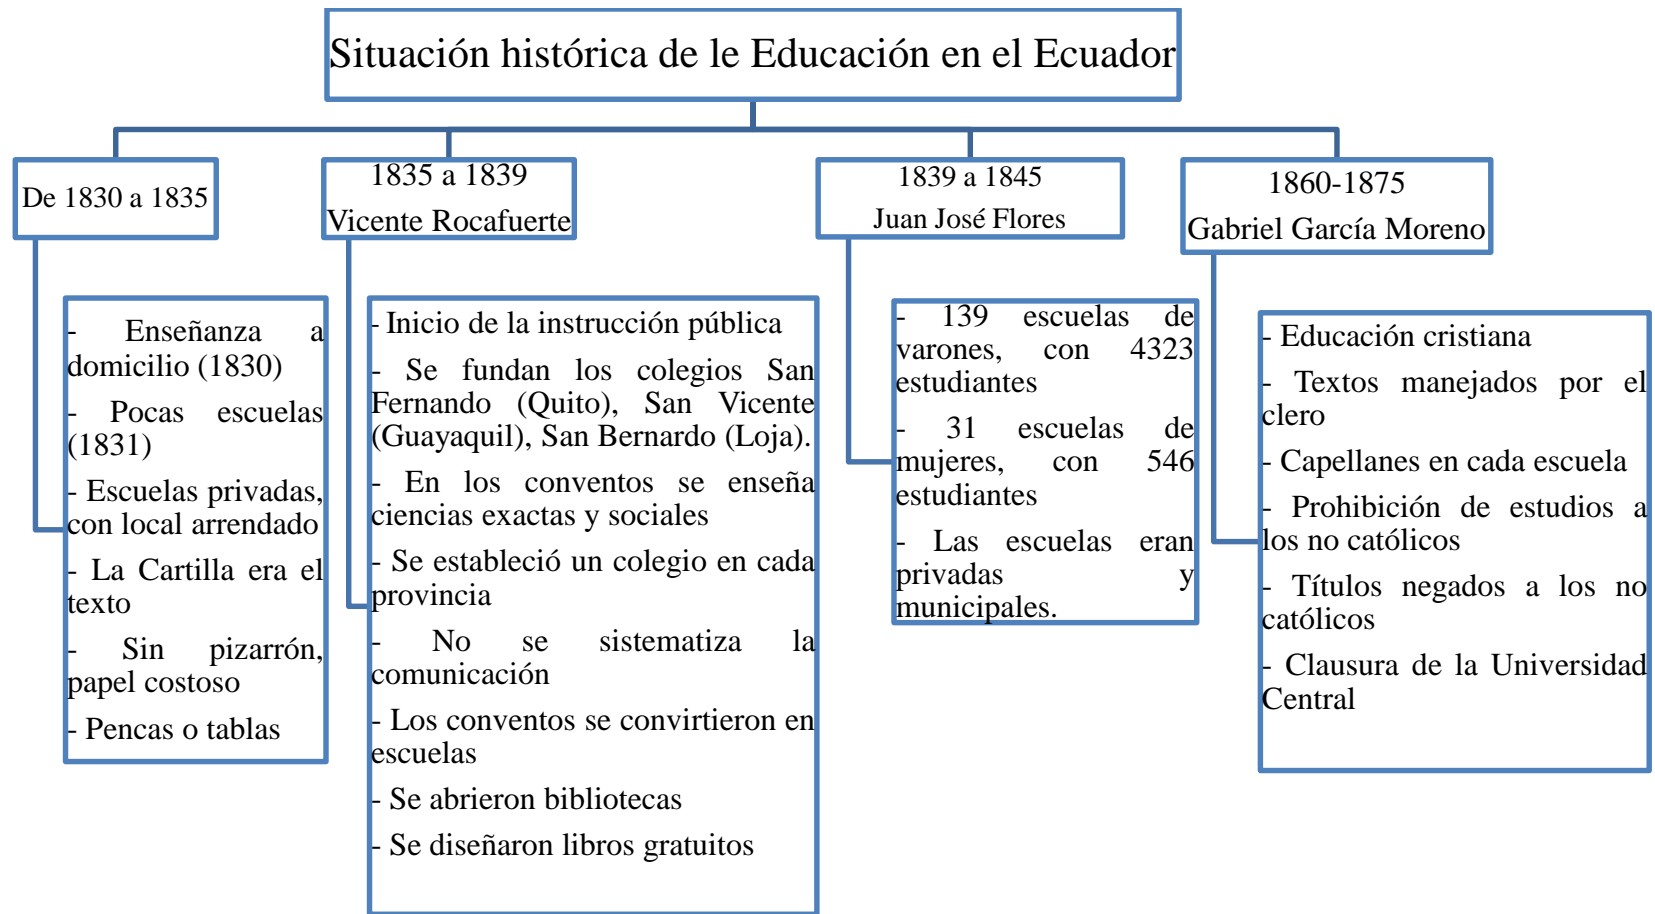 Situación histórica de le Educación en el Ecuador
De 1830 a 1835
- Enseñanza a
domicilio (1830)
- Pocas escuelas
(1831)
- Escuelas privadas,
con local arrendado
- La Cartilla era el
texto
- Sin pizarrón,
papel costoso
- Pencas o tablas
1835 a 1839
Vicente Rocafuerte
- Inicio de la instrucción pública
- Se fundan los colegios San
Fernando (Quito), San Vicente
(Guayaquil), San Bernardo (Loja).
- En los conventos se enseña
ciencias exactas y sociales
- Se estableció un colegio en cada
provincia
- No se sistematiza la
comunicación
- Los conventos se convirtieron en
escuelas
- Se abrieron bibliotecas
- Se diseñaron libros gratuitos
1839 a 1845
Juan José Flores
- 139 escuelas de
varones, con 4323
estudiantes
- 31 escuelas de
mujeres, con 546
estudiantes
- Las escuelas eran
privadas y
municipales.
1860-1875
Gabriel García Moreno
- Educación cristiana
- Textos manejados por el
clero
- Capellanes en cada escuela
- Prohibición de estudios a
los no católicos
- Títulos negados a los no
católicos
- Clausura de la Universidad
Central